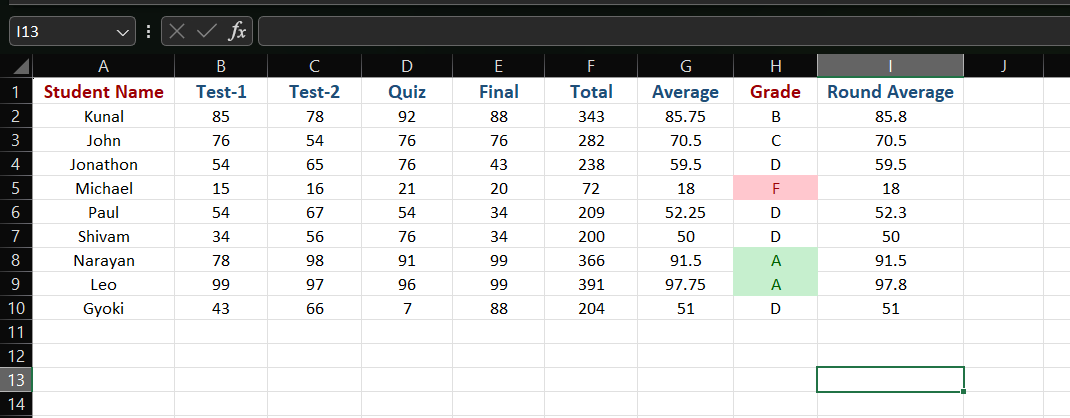 I13 fx
A B C D E F G H I J
1 Student Name Test-1 Test-2 Quiz Final Total Average Grade Round Average
2 Kunal 85 78 92 88 343 85.75 B 85.8
3 John 76 54 76 76 282 70.5 C 70.5
4 Jonathon 54 65 76 43 238 59.5 D 59.5
5 Michael 15 16 21 20 72 18 F 18
6 Paul 54 67 54 34 209 52.25 D 52.3
7 Shivam 34 56 76 34 200 50 D 50
8 Narayan 78 98 91 99 366 91.5 A 91.5
9 Leo 99 97 96 99 391 97.75 A 97.8
10 Gyoki 43 66 7 88 204 51 D 51
11
12
13
14